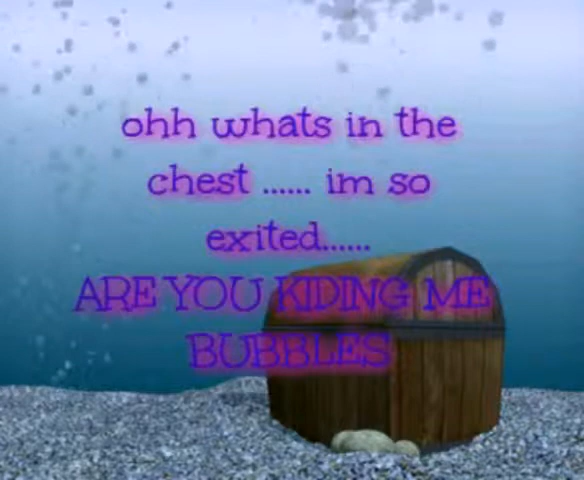 ohh whats in the
chest ...... im so
exited......
ARE YOU KIDING ME
BUBBLES